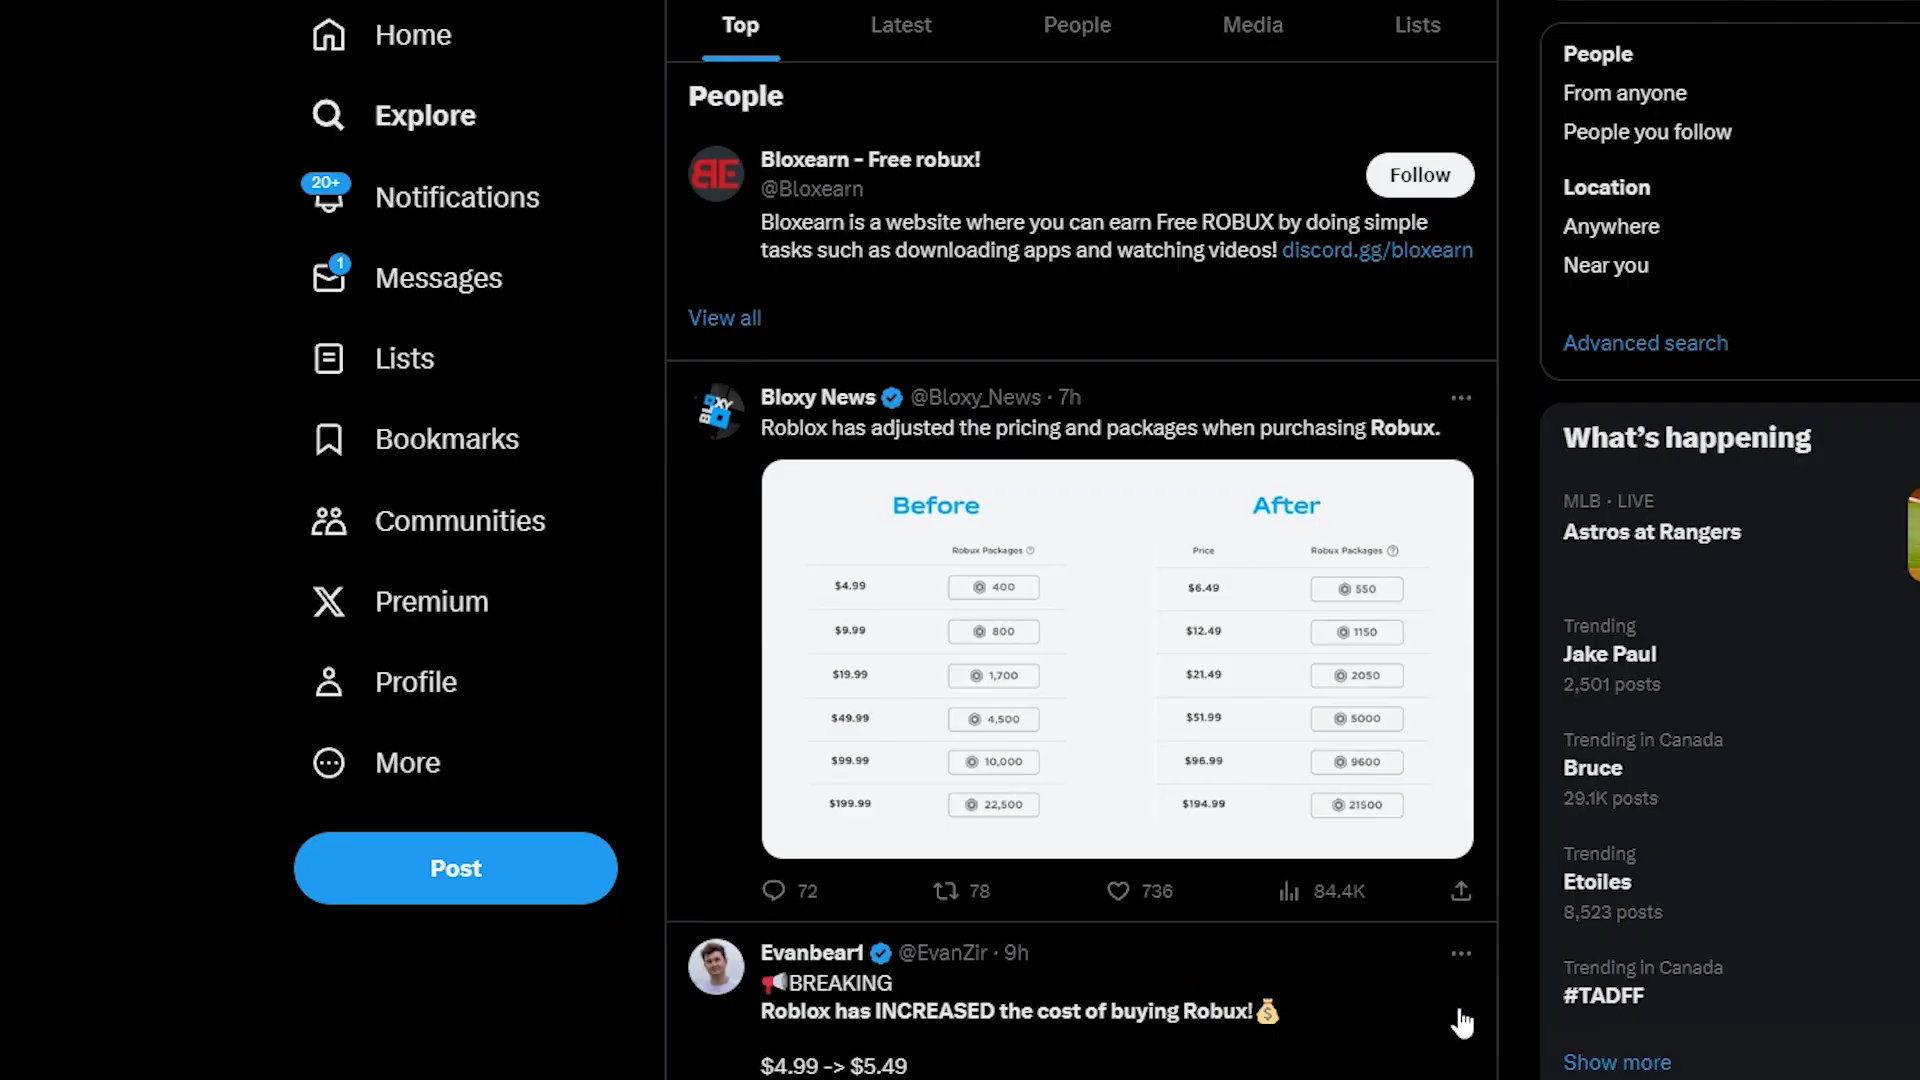 Home
Explore
20+
Notifications
1
Messages
Lists
Bookmarks
Communities
Premium
Profile
More
Post
Top Latest People Media Lists
People
BE
Bloxearn - Free robux!
@Bloxearn
Follow
Bloxearn is a website where you can earn Free ROBUX by doing simple
tasks such as downloading apps and watching videos! discord.gg/bloxearn
View all
BLOXY
Bloxy News @Bloxy_News · 7h
Roblox has adjusted the pricing and packages when purchasing Robux.
Before
Robux Packages ?
$4.99 400
$9.99 800
$19.99 1,700
$49.99 4,500
$99.99 10,000
$199.99 22,500
After
Price Robux Packages ?
$6.49 550
$12.49 1150
$21.49 2050
$51.99 5000
$96.99 9600
$194.99 21500
72 78 736 84.4K
Evanbear1 @EvanZir · 9h
BREAKING
Roblox has INCREASED the cost of buying Robux!
$4.99 -> $5.49
People
From anyone
People you follow
Location
Anywhere
Near you
Advanced search
What's happening
MLB · LIVE
Astros at Rangers
Trending
Jake Paul
2,501 posts
Trending in Canada
Bruce
29.1K posts
Trending
Etoiles
8,523 posts
Trending in Canada
#TADFF
Show more